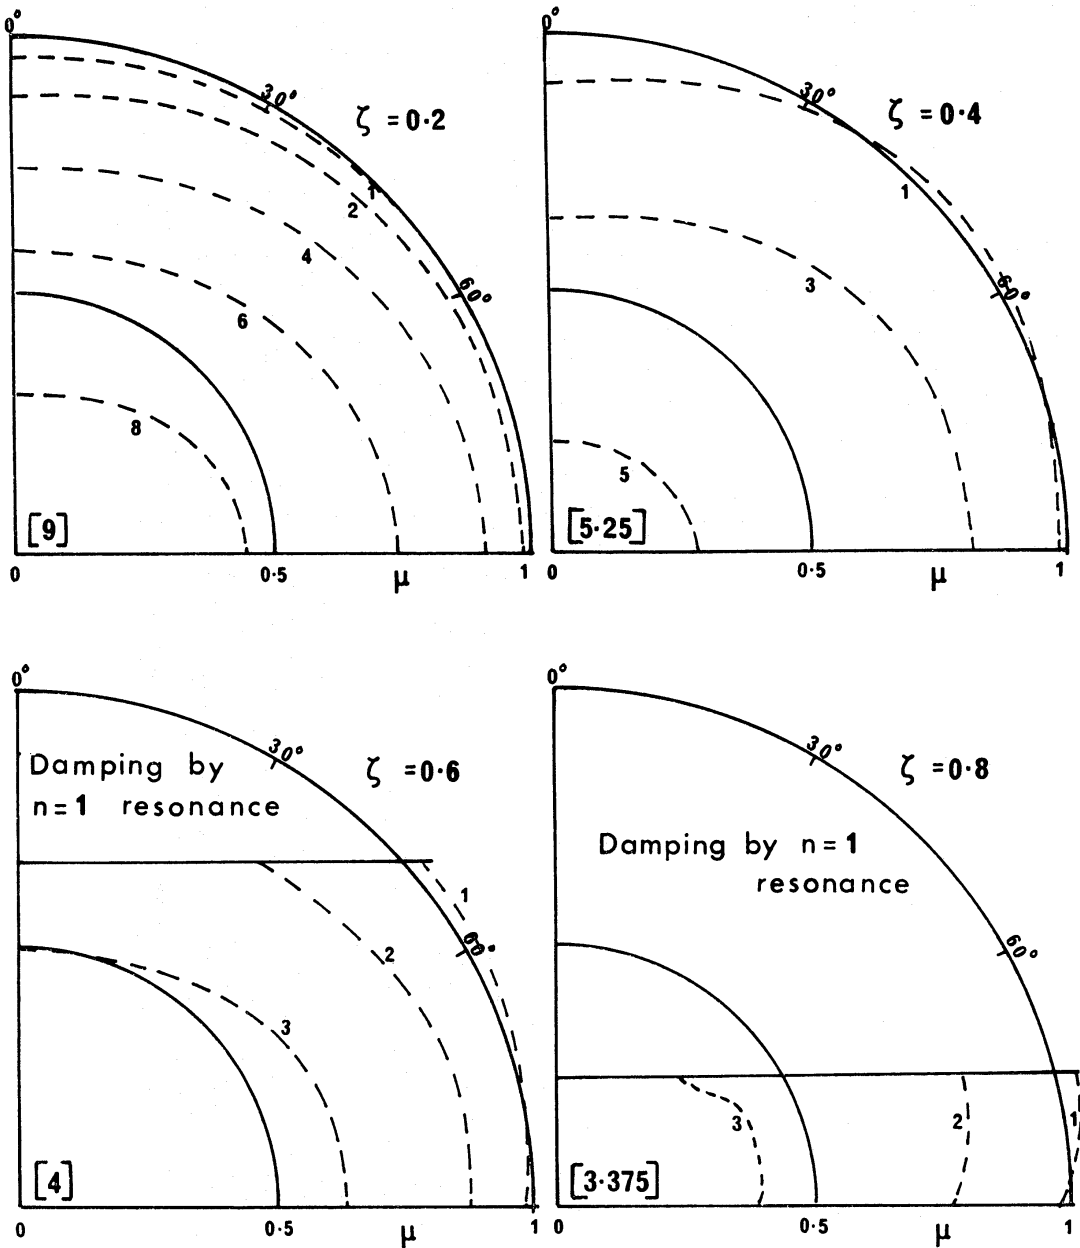 0°
30°
ζ = 0·2
1
2
4
60°
6
8
[9]
0 0·5 μ 1
0°
30°
ζ = 0·4
1
60°
3
5
[5·25]
0 0·5 μ 1
0°
30°
Damping by
n = 1 resonance
ζ = 0·6
1
60°
2
3
[4]
0 0·5 μ 1
0°
30°
ζ = 0·8
Damping by n = 1
resonance
60°
3 2 1
[3·375]
0 0·5 μ 1